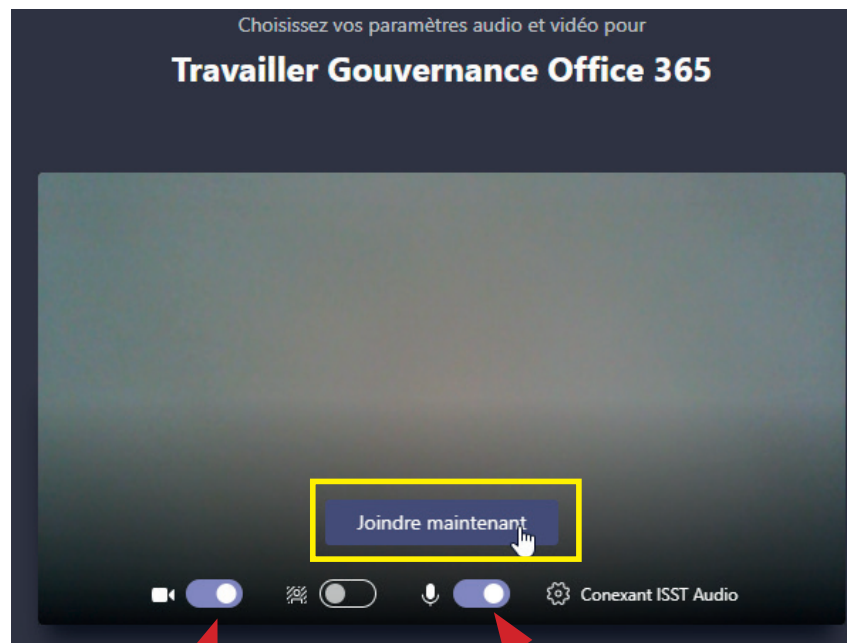 Choisissez vos paramètres audio et vidéo pour
Travailler Gouvernance Office 365
Joindre maintenant
Conexant ISST Audio